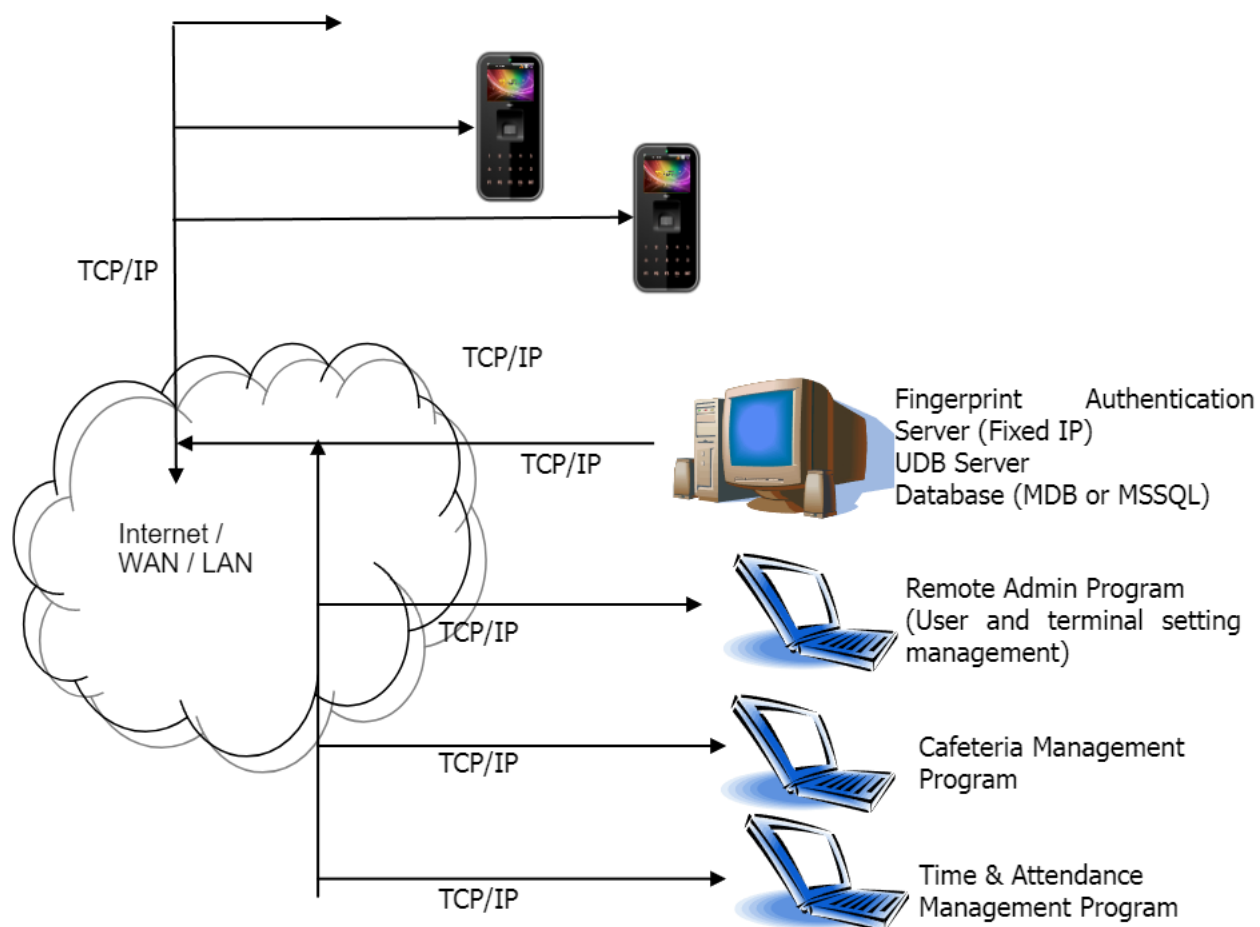 TCP/IP
TCP/IP
TCP/IP
Fingerprint Authentication
Server (Fixed IP)
UDB Server
Database (MDB or MSSQL)
Internet /
WAN / LAN
TCP/IP
Remote Admin Program
(User and terminal setting
management)
TCP/IP
Cafeteria Management
Program
TCP/IP
Time & Attendance
Management Program